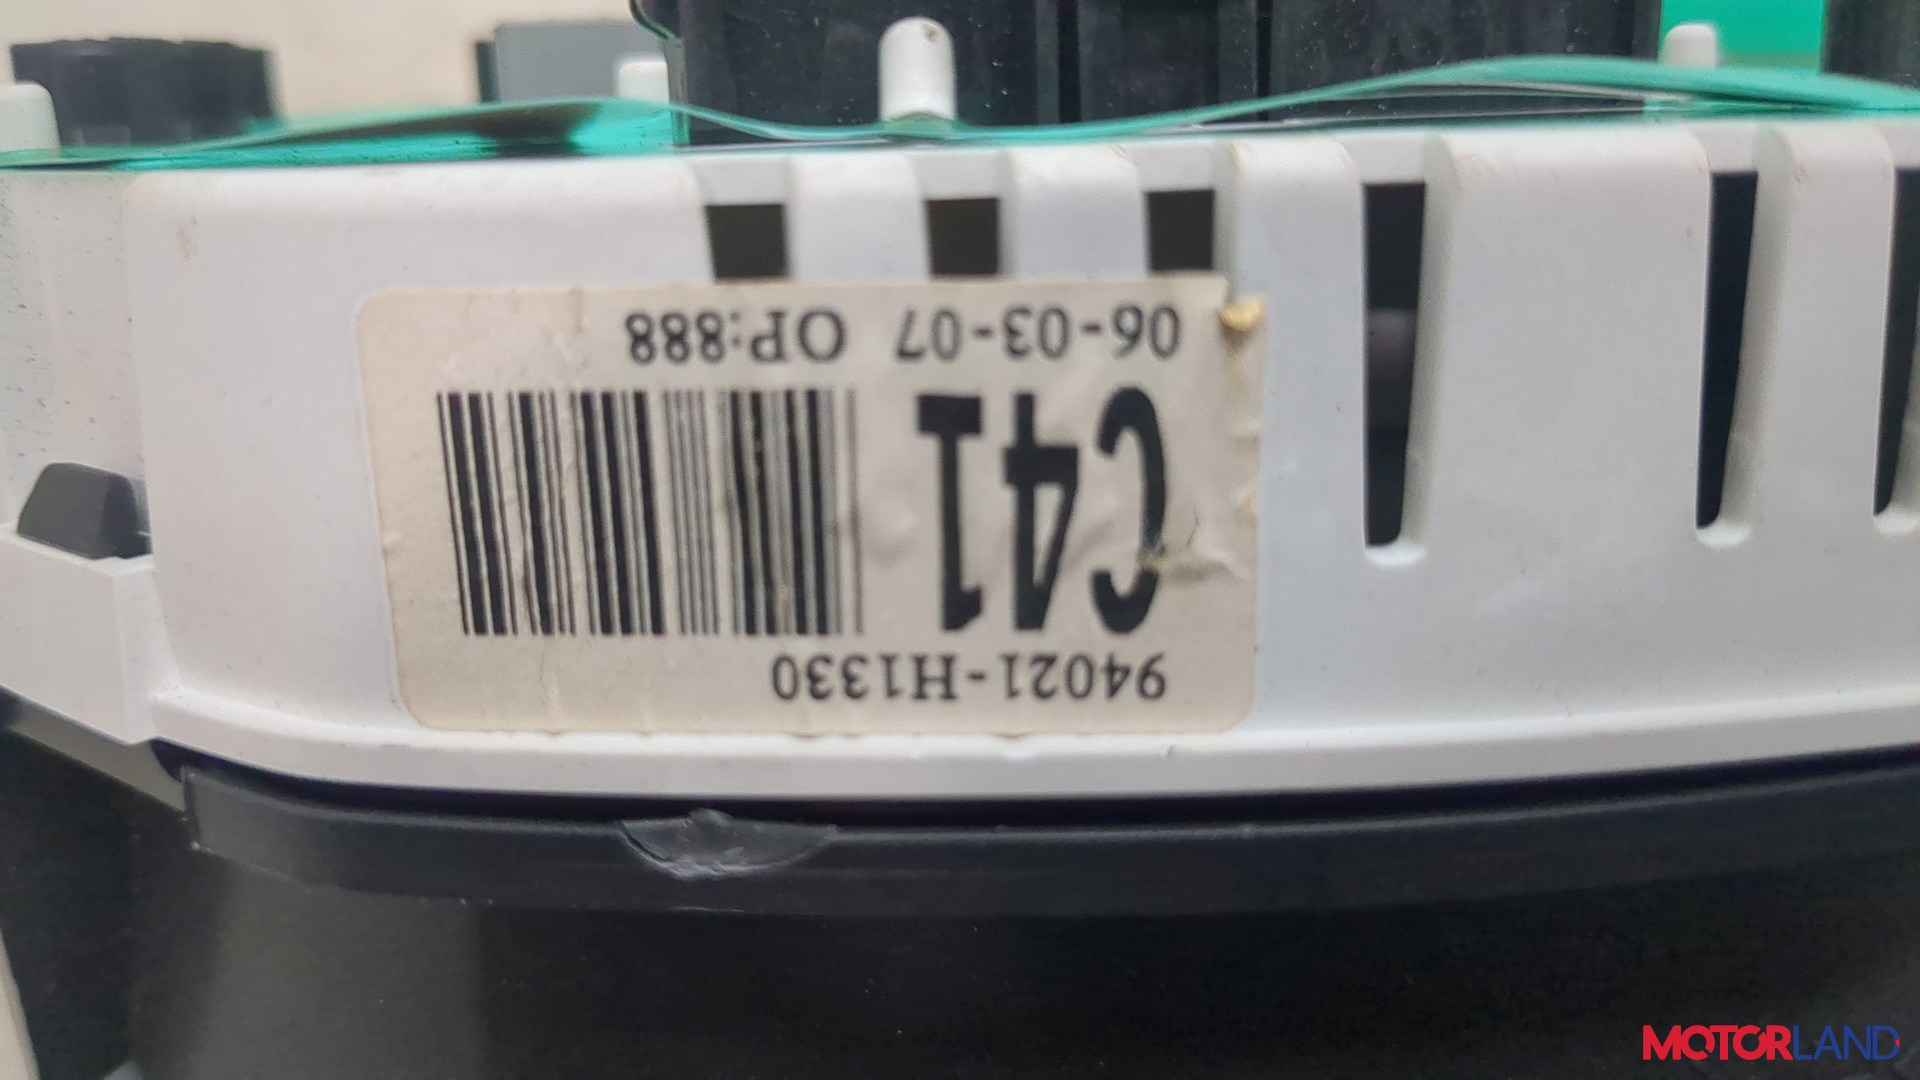 94021-H1330
C41
06-03-07 OP:888
MOTORLAND